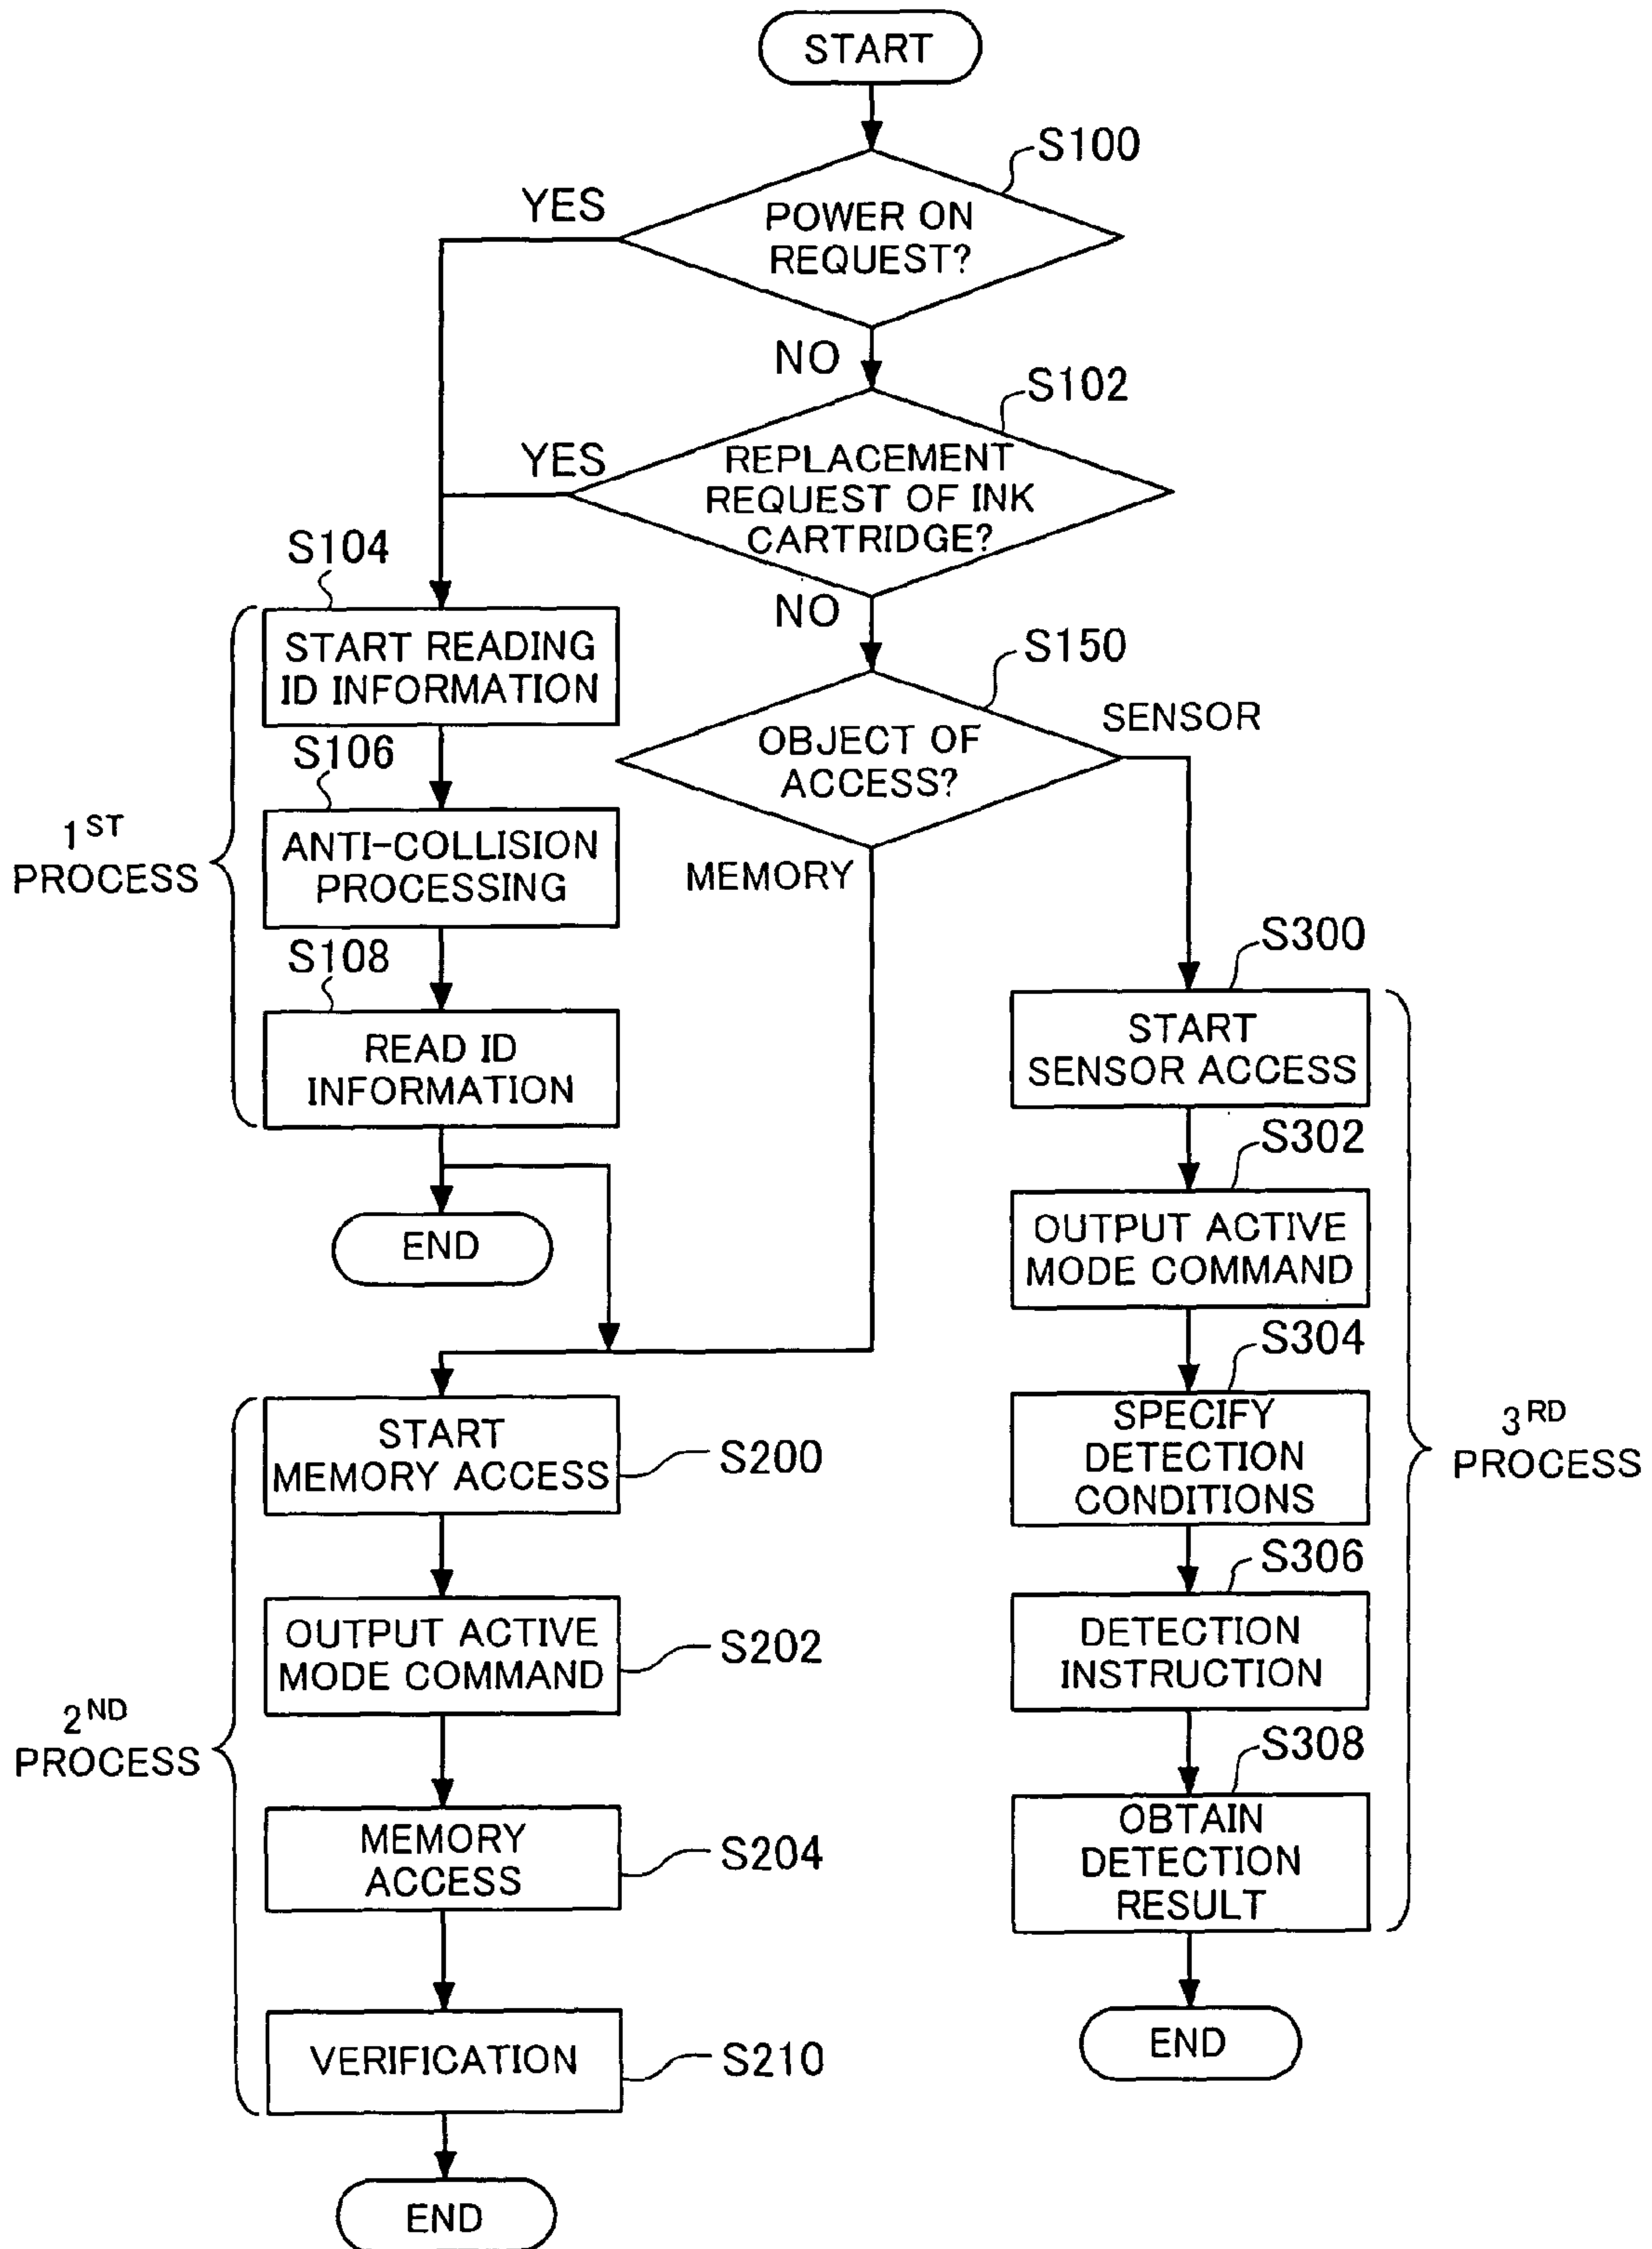 START
S100
YES
POWER ON
REQUEST?
NO
S102
YES
REPLACEMENT
REQUEST OF INK
CARTRIDGE?
NO
S104
START READING
ID INFORMATION
S106
ANTI-COLLISION
PROCESSING
S108
READ ID
INFORMATION
1ST
PROCESS
END
S150
OBJECT OF
ACCESS?
SENSOR
MEMORY
S200
START
MEMORY ACCESS
S202
OUTPUT ACTIVE
MODE COMMAND
S204
MEMORY
ACCESS
S210
VERIFICATION
2ND
PROCESS
END
S300
START
SENSOR ACCESS
S302
OUTPUT ACTIVE
MODE COMMAND
S304
SPECIFY
DETECTION
CONDITIONS
S306
DETECTION
INSTRUCTION
S308
OBTAIN
DETECTION
RESULT
3RD
PROCESS
END